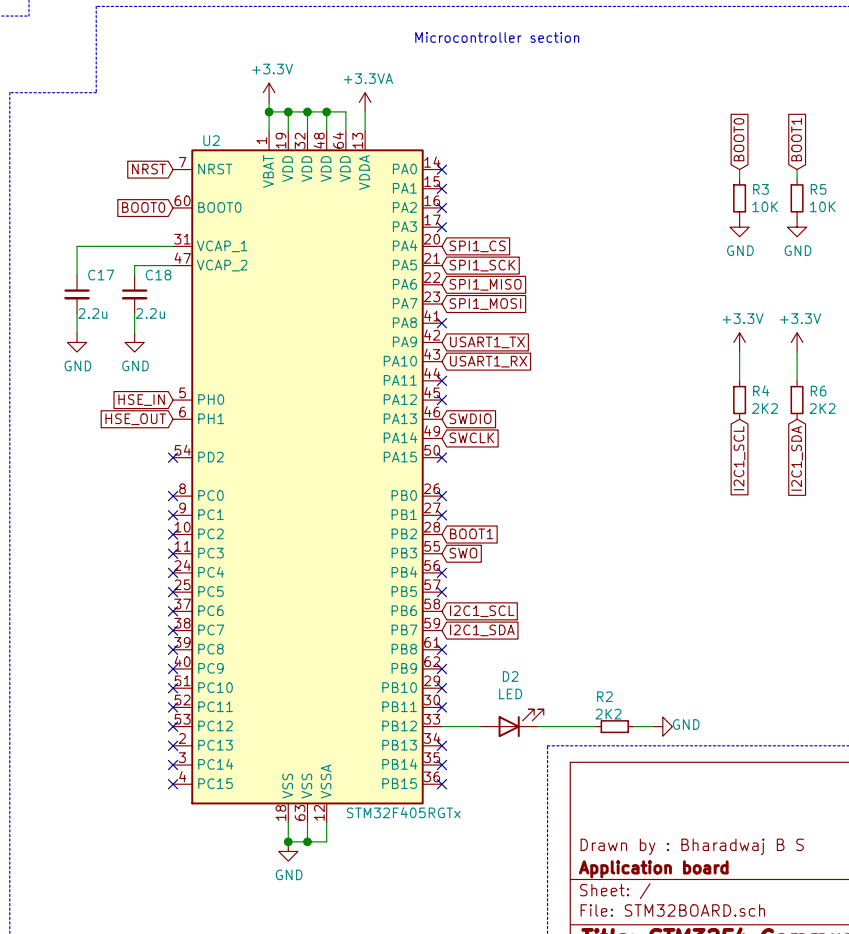 Microcontroller section
+3.3V
+3.3VA
U2
1 19 32 48 64 13
VBAT VDD VDD VDD VDD VDDA
NRST 7 NRST
BOOT0 60 BOOT0
31 VCAP_1
47 VCAP_2
C17
2.2u
GND
C18
2.2u
GND
HSE_IN 5 PH0
HSE_OUT 6 PH1
54 PD2
8 PC0
9 PC1
10 PC2
11 PC3
24 PC4
25 PC5
37 PC6
38 PC7
39 PC8
40 PC9
51 PC10
52 PC11
53 PC12
2 PC13
3 PC14
4 PC15
PA0 14
PA1 15
PA2 16
PA3 17
PA4 20 SPI1_CS
PA5 21 SPI1_SCK
PA6 22 SPI1_MISO
PA7 23 SPI1_MOSI
PA8 41
PA9 42 USART1_TX
PA10 43 USART1_RX
PA11 44
PA12 45
PA13 46 SWDIO
PA14 49 SWCLK
PA15 50
PB0 26
PB1 27
PB2 28 BOOT1
PB3 55 SWO
PB4 56
PB5 57
PB6 58 I2C1_SCL
PB7 59 I2C1_SDA
PB8 61
PB9 62
PB10 29
PB11 30
PB12 33
PB13 34
PB14 35
PB15 36
VSS VSS VSSA
18 63 12
STM32F405RGTx
GND
D2
LED
R2
2K2
GND
BOOT0
R3
10K
GND
BOOT1
R5
10K
GND
+3.3V
R4
2K2
I2C1_SCL
+3.3V
R6
2K2
I2C1_SDA
Drawn by : Bharadwaj B S
Application board
Sheet: /
File: STM32BOARD.sch
Title: STM32F4